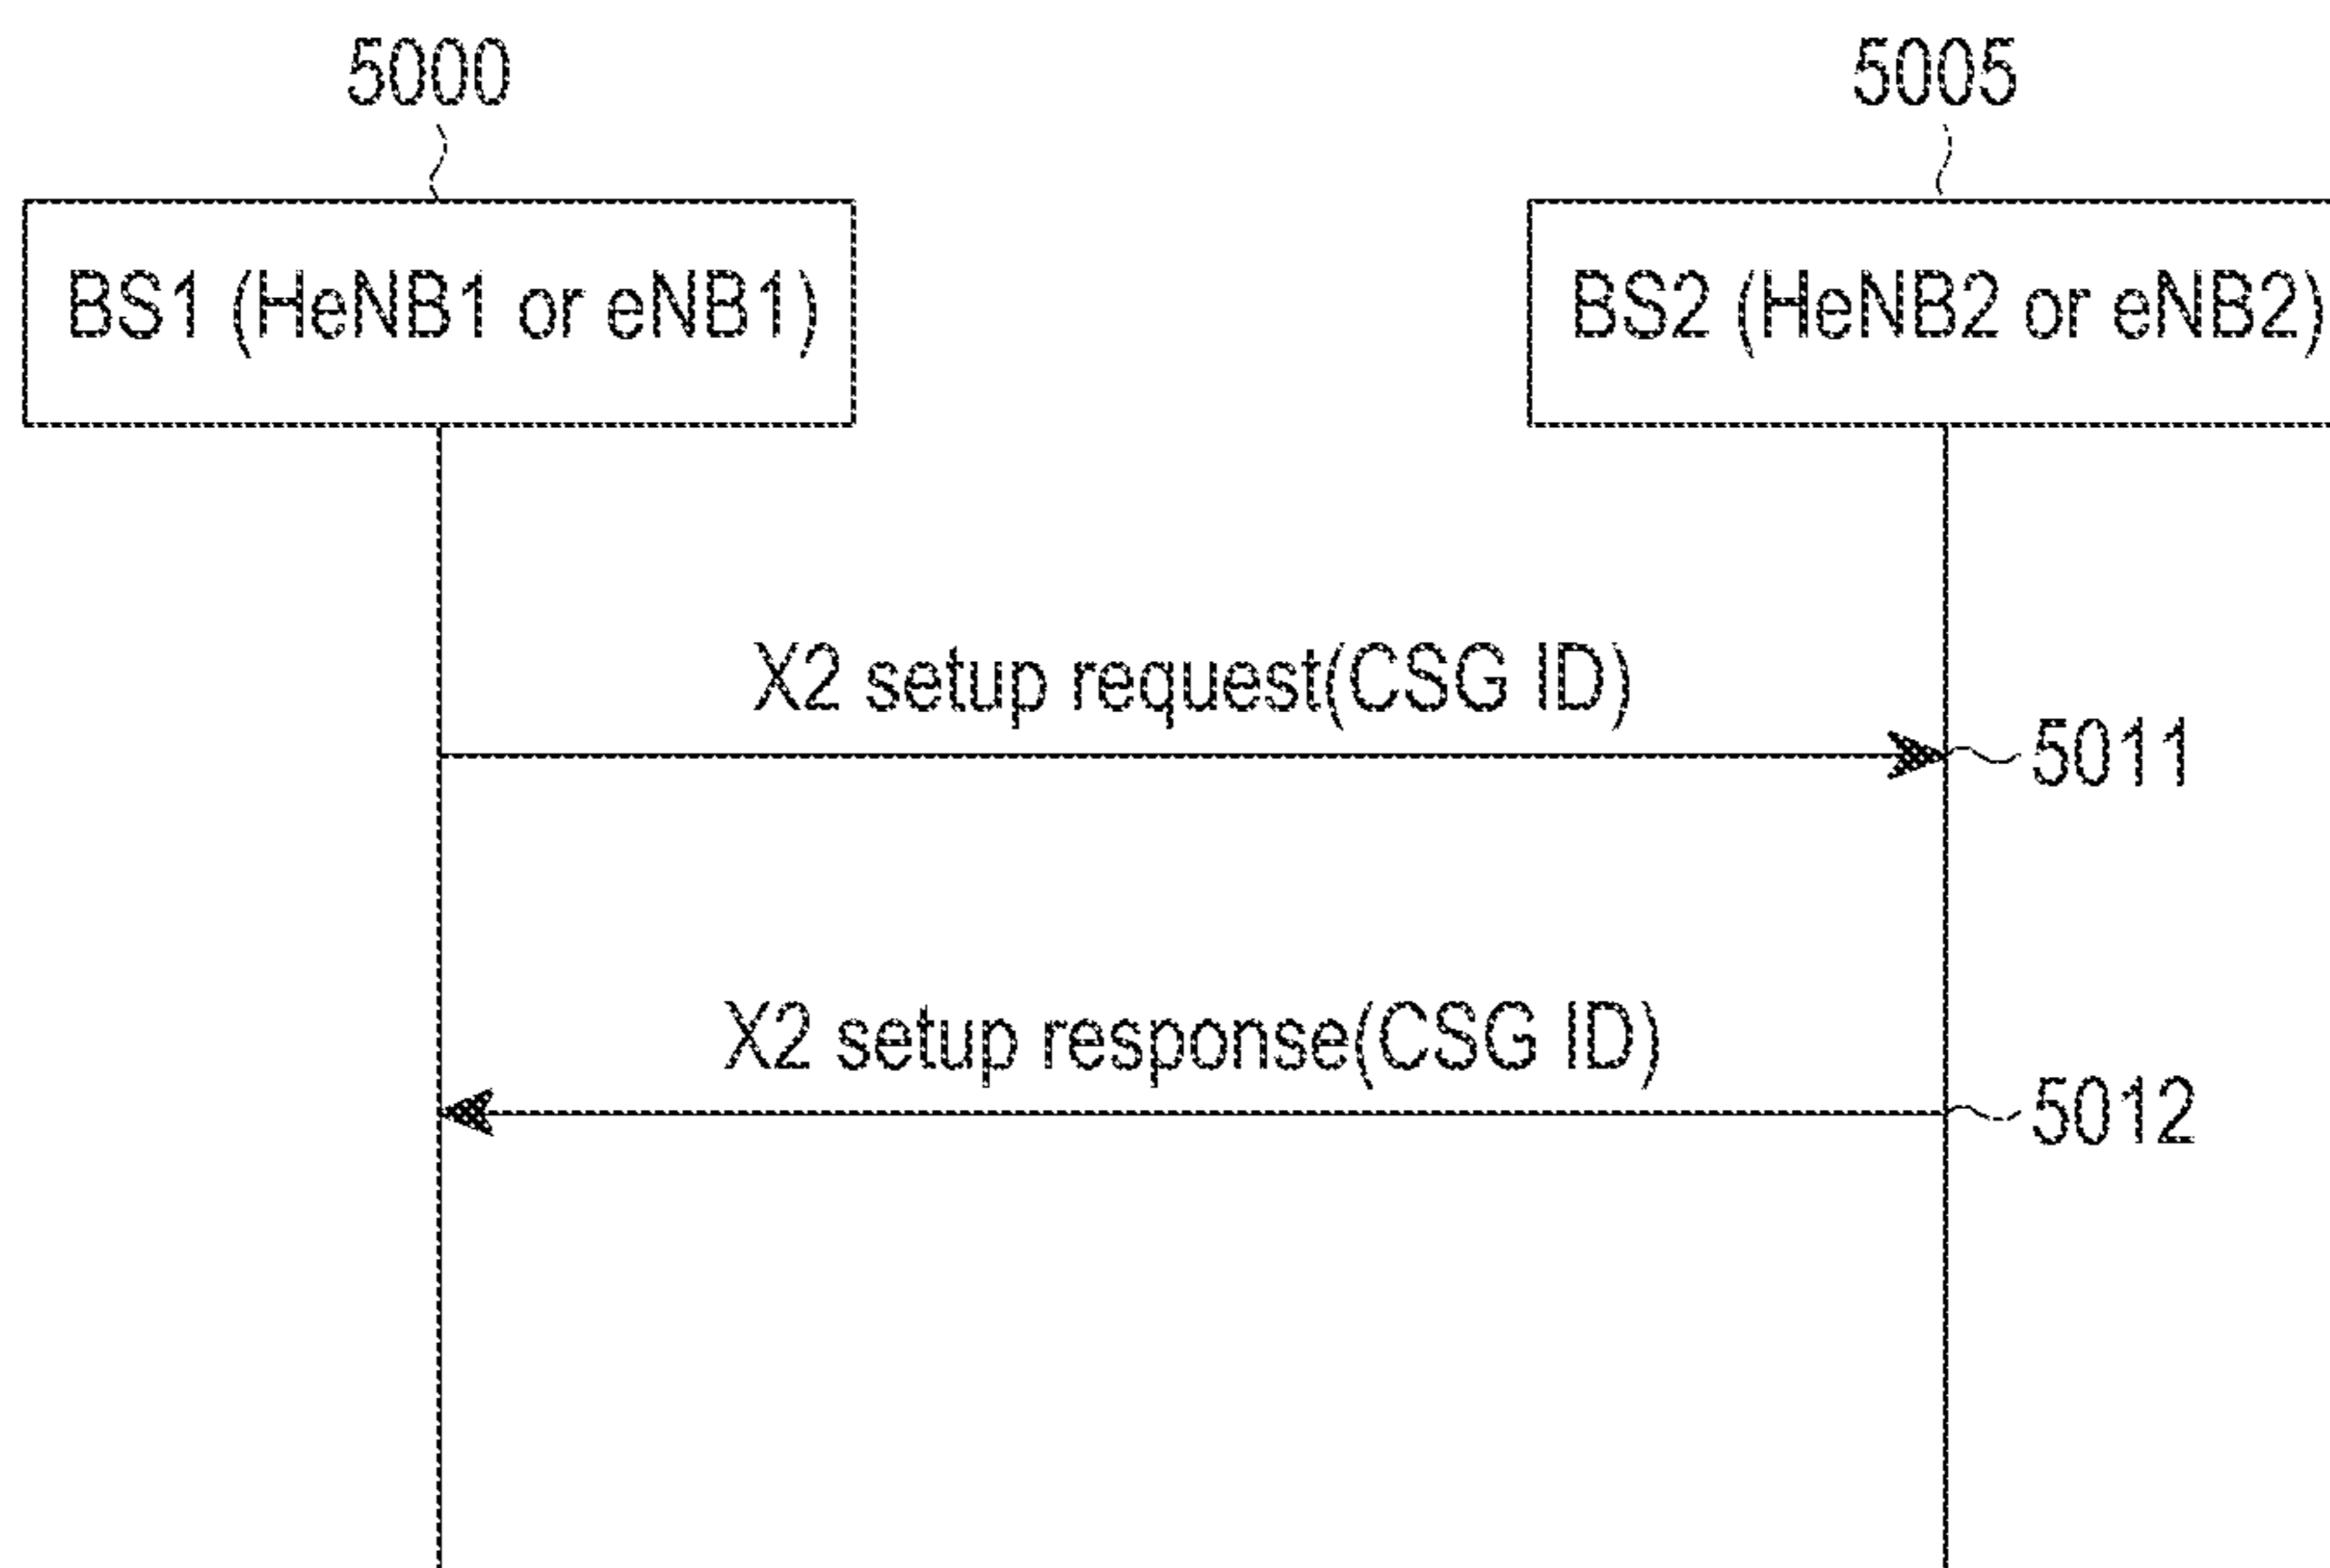 5000
5005
BS1 (HeNB1 or eNB1)
BS2 (HeNB2 or eNB2)
X2 setup request(CSG ID)
5011
X2 setup response(CSG ID)
5012